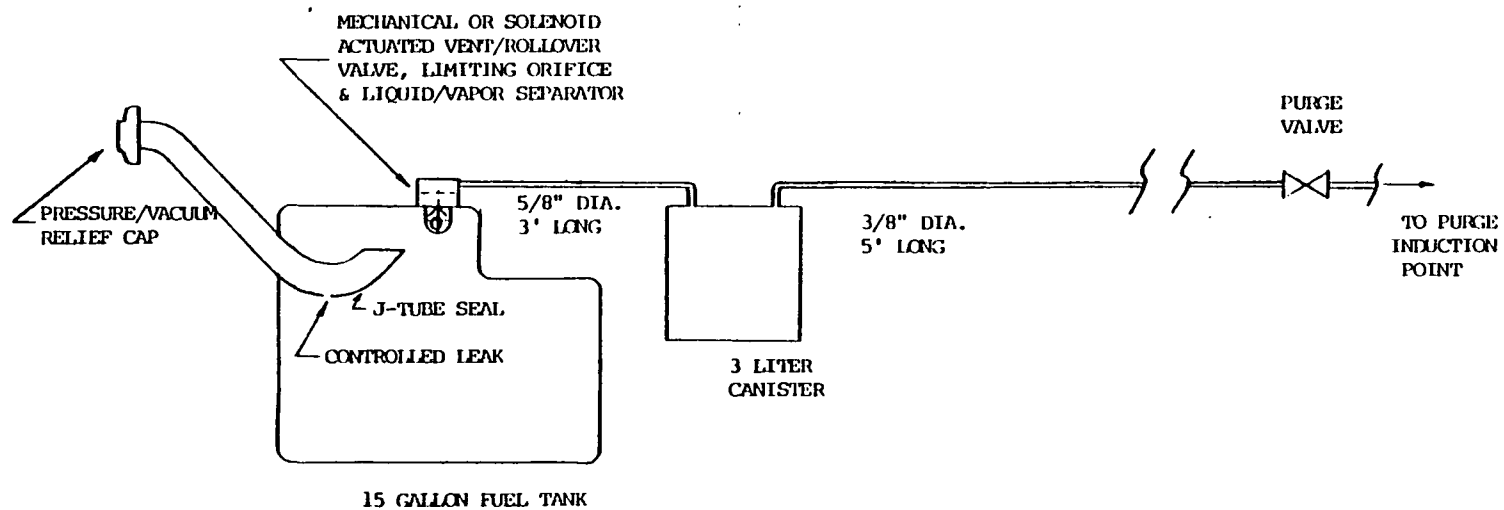 MECHANICAL OR SOLENOID
ACTUATED VENT/ROLLOVER
VALVE, LIMITING ORIFICE
& LIQUID/VAPOR SEPARATOR
PURGE
VALVE
PRESSURE/VACUUM
RELIEF CAP
5/8" DIA.
3' LONG
3/8" DIA.
5' LONG
TO PURGE
INDUCTION
POINT
J-TUBE SEAL
CONTROLLED LEAK
3 LITER
CANISTER
15 GALLON FUEL TANK